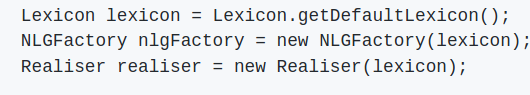 Lexicon lexicon = Lexicon.getDefaultLexicon();
NLGFactory nlgFactory = new NLGFactory(lexicon);
Realiser realiser = new Realiser(lexicon);